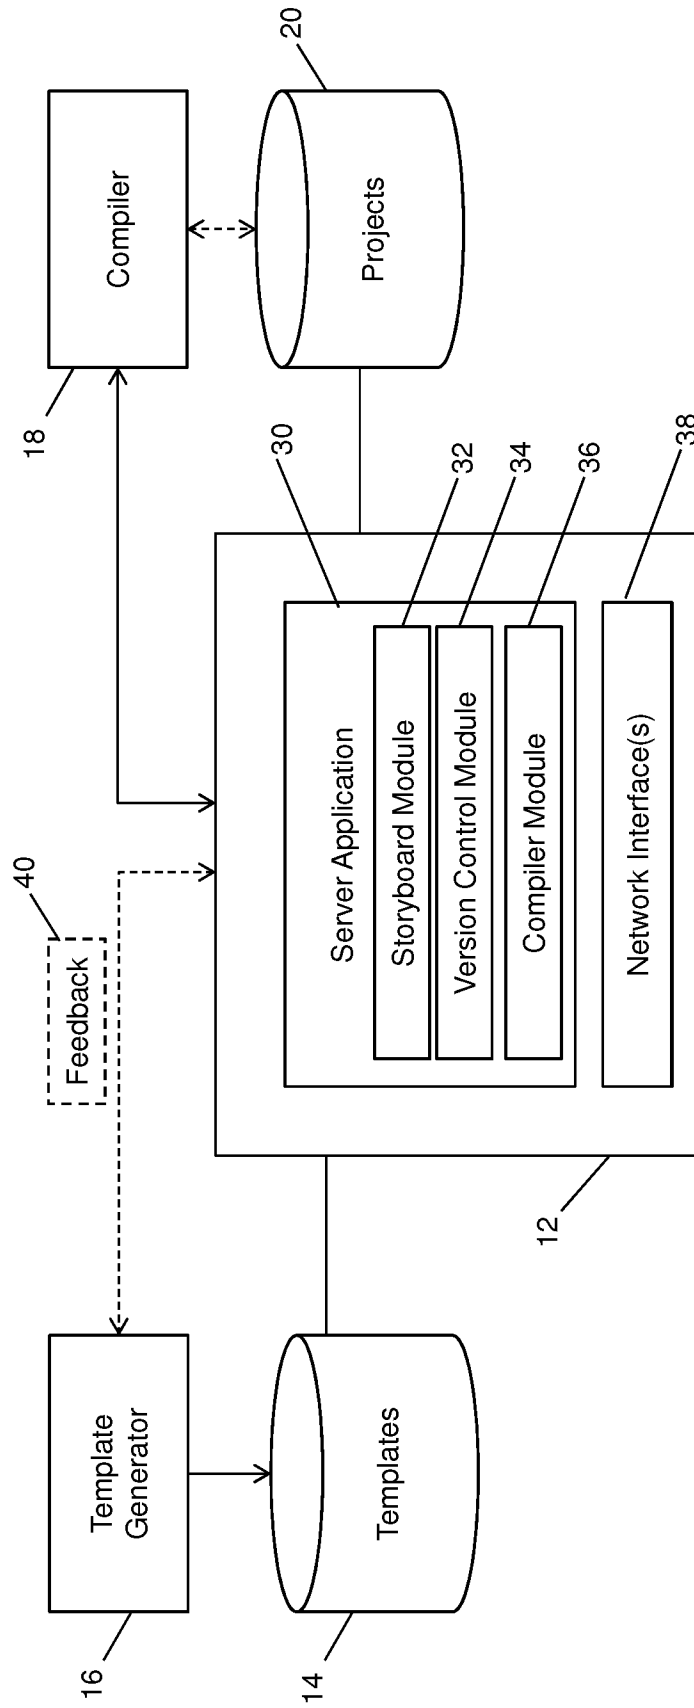 16
Template
Generator
14
Templates
40
Feedback
12
Server Application
30
Storyboard Module
32
Version Control Module
34
Compiler Module
36
Network Interface(s)
38
18
Compiler
20
Projects